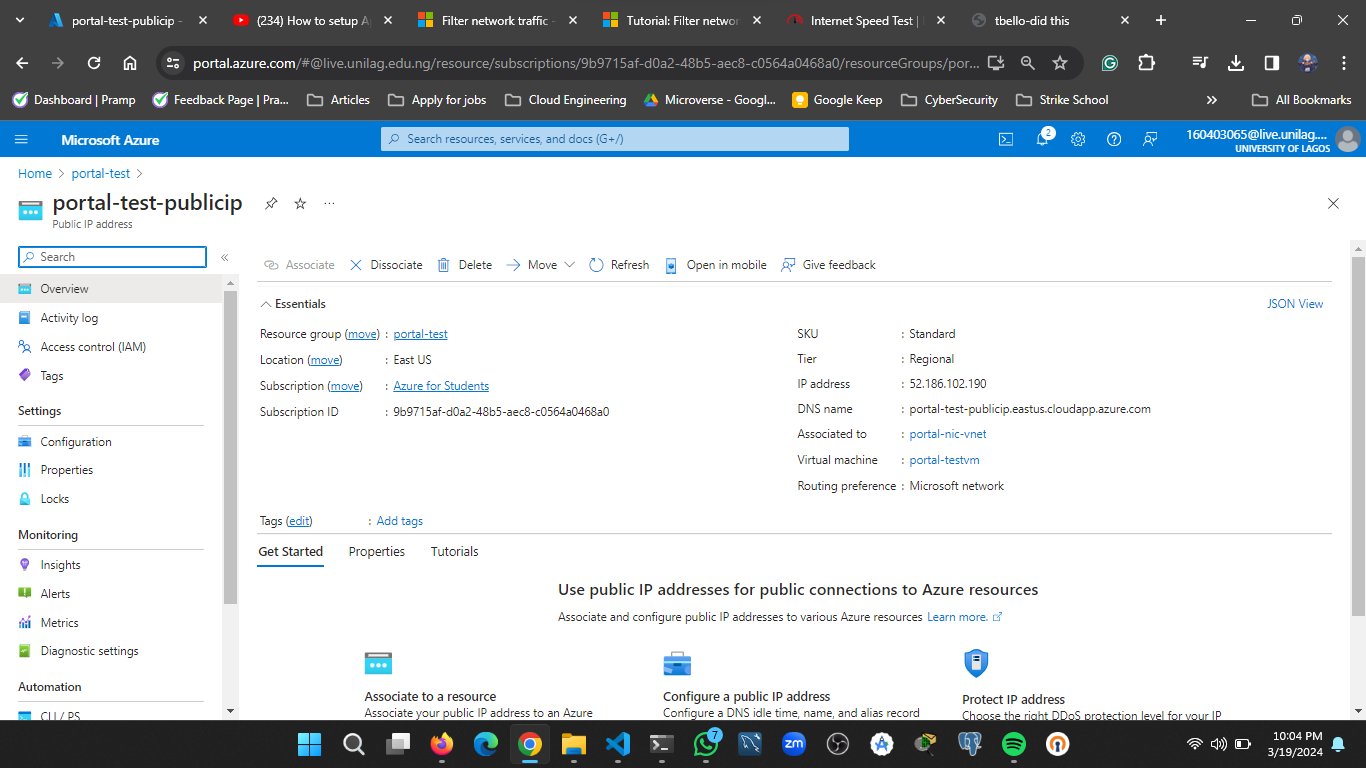 portal-test-publicip -
(234) How to setup A
Filter network traffic -
Tutorial: Filter networ
Internet Speed Test |
tbello-did this
portal.azure.com/#@live.unilag.edu.ng/resource/subscriptions/9b9715af-d0a2-48b5-aec8-c0564a0468a0/resourceGroups/por...
Dashboard | Pramp
Feedback Page | Pra...
Articles
Apply for jobs
Cloud Engineering
Microverse - Googl...
Google Keep
CyberSecurity
Strike School
»
All Bookmarks
Microsoft Azure
Search resources, services, and docs (G+/)
2
160403065@live.unilag....
UNIVERSITY OF LAGOS
Home > portal-test >
portal-test-publicip
Public IP address
Search
«
Overview
Activity log
Access control (IAM)
Tags
Settings
Configuration
Properties
Locks
Monitoring
Insights
Alerts
Metrics
Diagnostic settings
Automation
CLI / PS
Associate
Dissociate
Delete
Move
Refresh
Open in mobile
Give feedback
Essentials
JSON View
Resource group (move) : portal-test
Location (move) : East US
Subscription (move) : Azure for Students
Subscription ID : 9b9715af-d0a2-48b5-aec8-c0564a0468a0
SKU : Standard
Tier : Regional
IP address : 52.186.102.190
DNS name : portal-test-publicip.eastus.cloudapp.azure.com
Associated to : portal-nic-vnet
Virtual machine : portal-testvm
Routing preference : Microsoft network
Tags (edit) : Add tags
Get Started
Properties
Tutorials
Use public IP addresses for public connections to Azure resources
Associate and configure public IP addresses to various Azure resources Learn more.
Associate to a resource
Associate your public IP address to an Azure
Configure a public IP address
Configure a DNS idle time, name, and alias record
Protect IP address
Choose the right DDoS protection level for your IP
7
zm
10:04 PM
3/19/2024